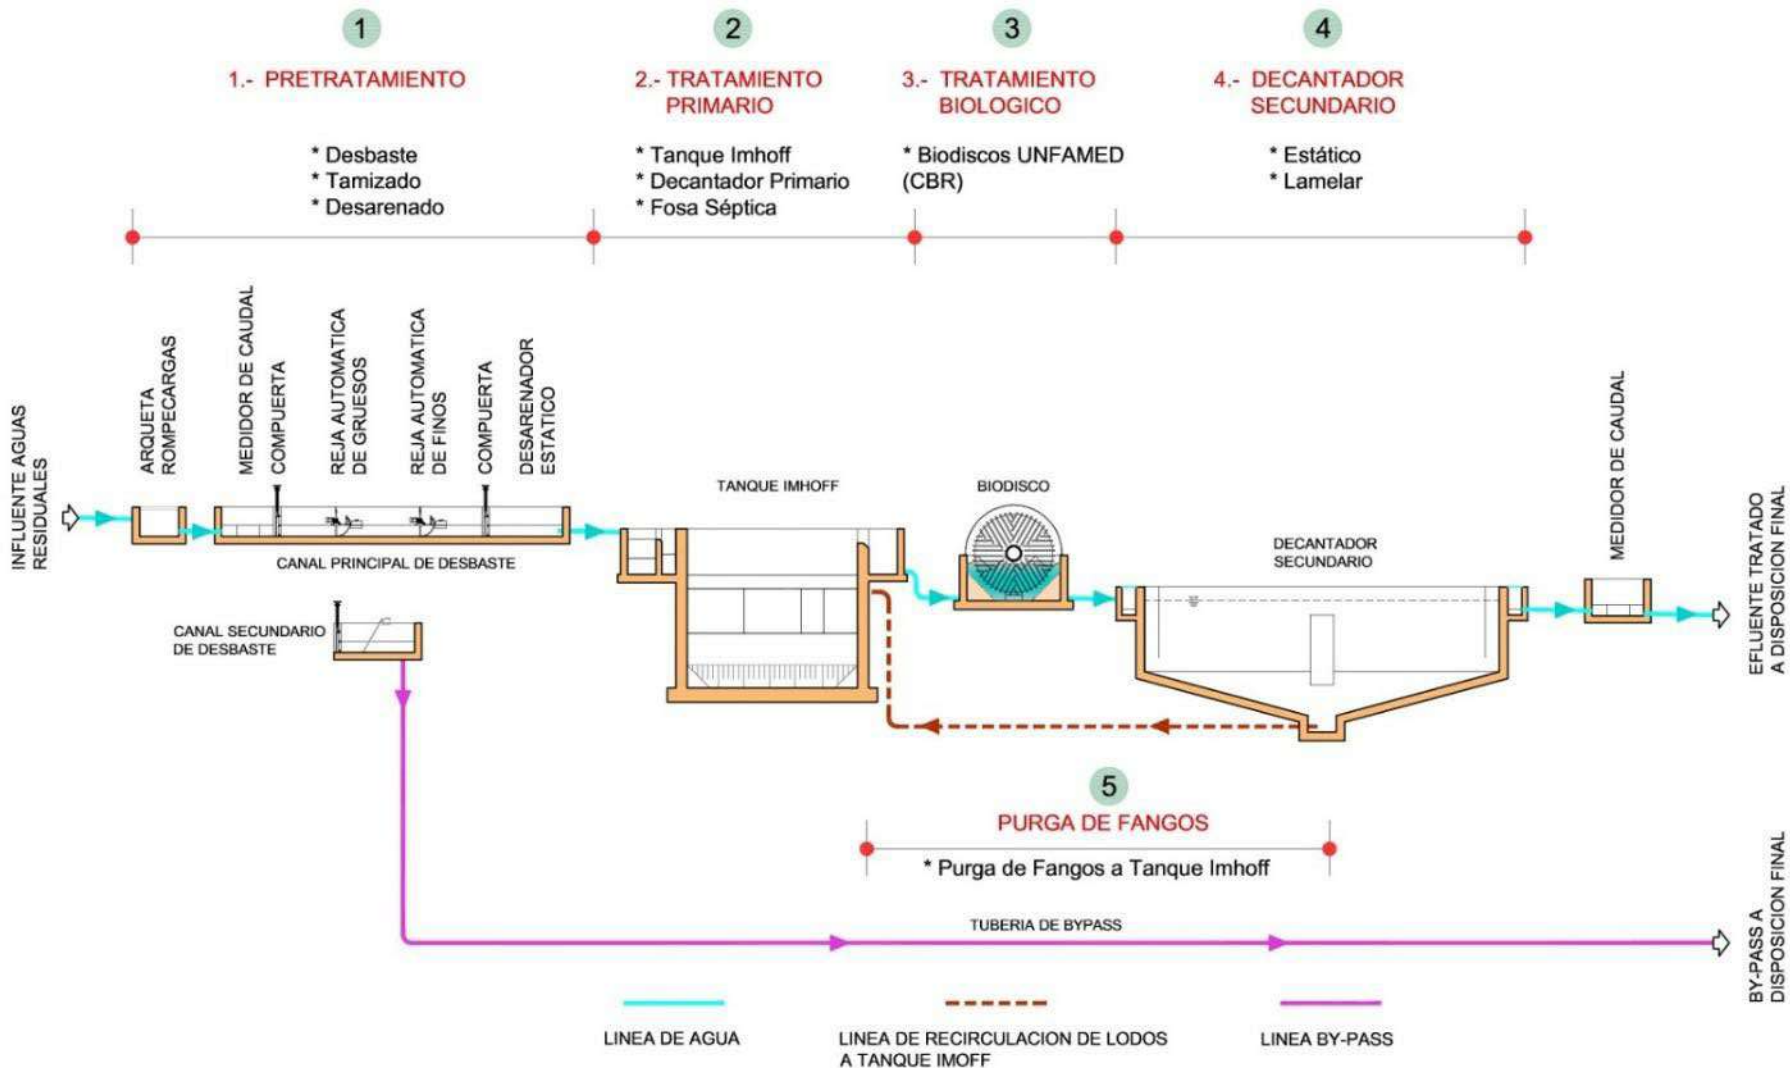 1
1.- PRETRATAMIENTO
* Desbaste
* Tamizado
* Desarenado
2
2.- TRATAMIENTO
PRIMARIO
* Tanque Imhoff
* Decantador Primario
* Fosa Séptica
3
3.- TRATAMIENTO
BIOLOGICO
* Biodiscos UNFAMED
(CBR)
4
4.- DECANTADOR
SECUNDARIO
* Estático
* Lamelar
INFLUENTE AGUAS
RESIDUALES
ARQUETA
ROMPECARGAS
MEDIDOR DE CAUDAL
COMPUERTA
REJA AUTOMATICA
DE GRUESOS
REJA AUTOMATICA
DE FINOS
COMPUERTA
DESARENADOR
ESTATICO
CANAL PRINCIPAL DE DESBASTE
CANAL SECUNDARIO
DE DESBASTE
TANQUE IMHOFF
BIODISCO
DECANTADOR
SECUNDARIO
MEDIDOR DE CAUDAL
EFLUENTE TRATADO
A DISPOSICION FINAL
5
PURGA DE FANGOS
* Purga de Fangos a Tanque Imhoff
TUBERIA DE BYPASS
BY-PASS A
DISPOSICION FINAL
LINEA DE AGUA
LINEA DE RECIRCULACION DE LODOS
A TANQUE IMOFF
LINEA BY-PASS